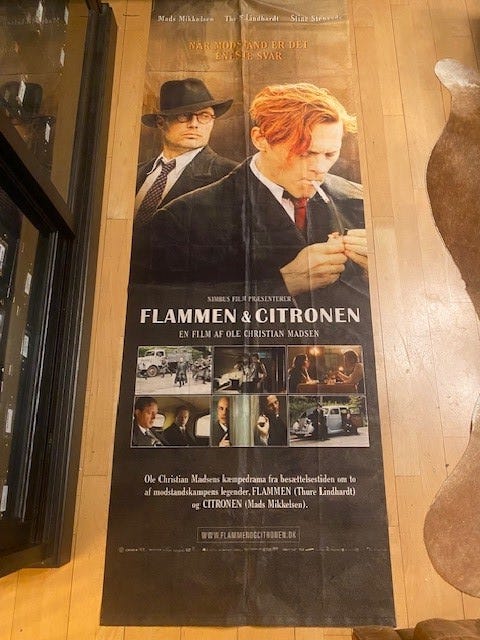 Mads Mikkelsen Thure Lindhardt Stine Stengade
NÅR MODSTAND ER DET
ENESTE SVAR
NIMBUS FILM PRÆSENTERER
FLAMMEN & CITRONEN
EN FILM AF OLE CHRISTIAN MADSEN
Ole Christian Madsens kæmpedrama fra besættelsestiden om to
af modstandskampens legender, FLAMMEN (Thure Lindhardt)
og CITRONEN (Mads Mikkelsen).
WWW.FLAMMENOGCITRONEN.DK